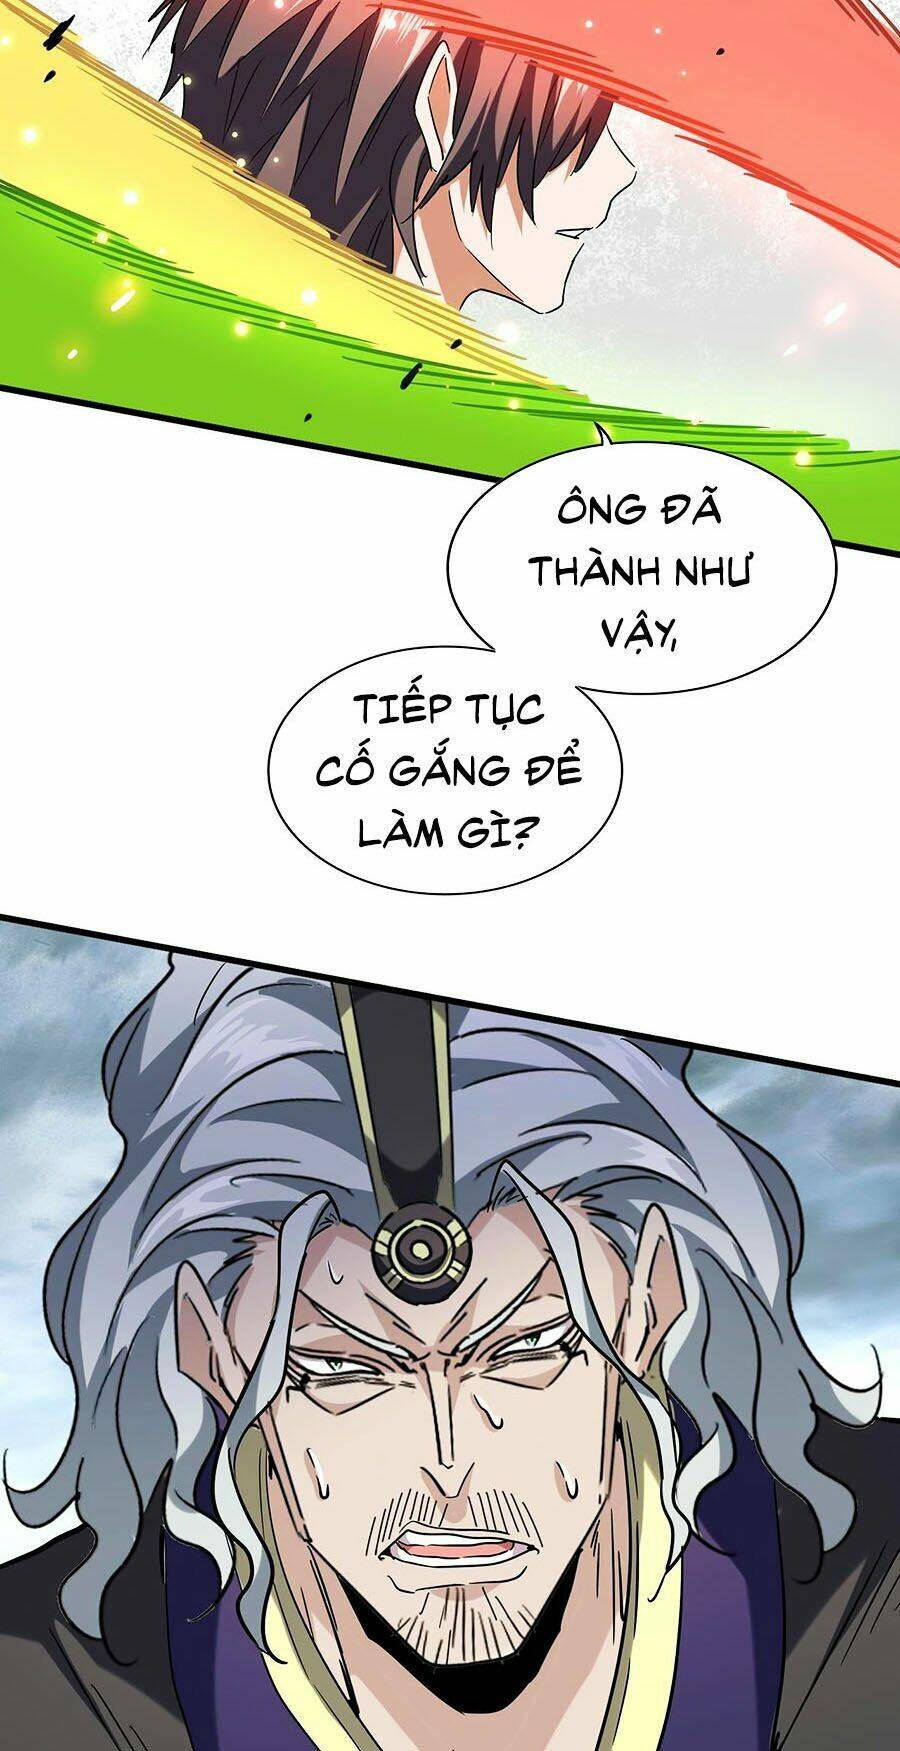 ÔNG ĐÃ
THÀNH NHƯ
VẬY,
TIẾP TỤC
CỐ GẮNG ĐỂ
LÀM GÌ?